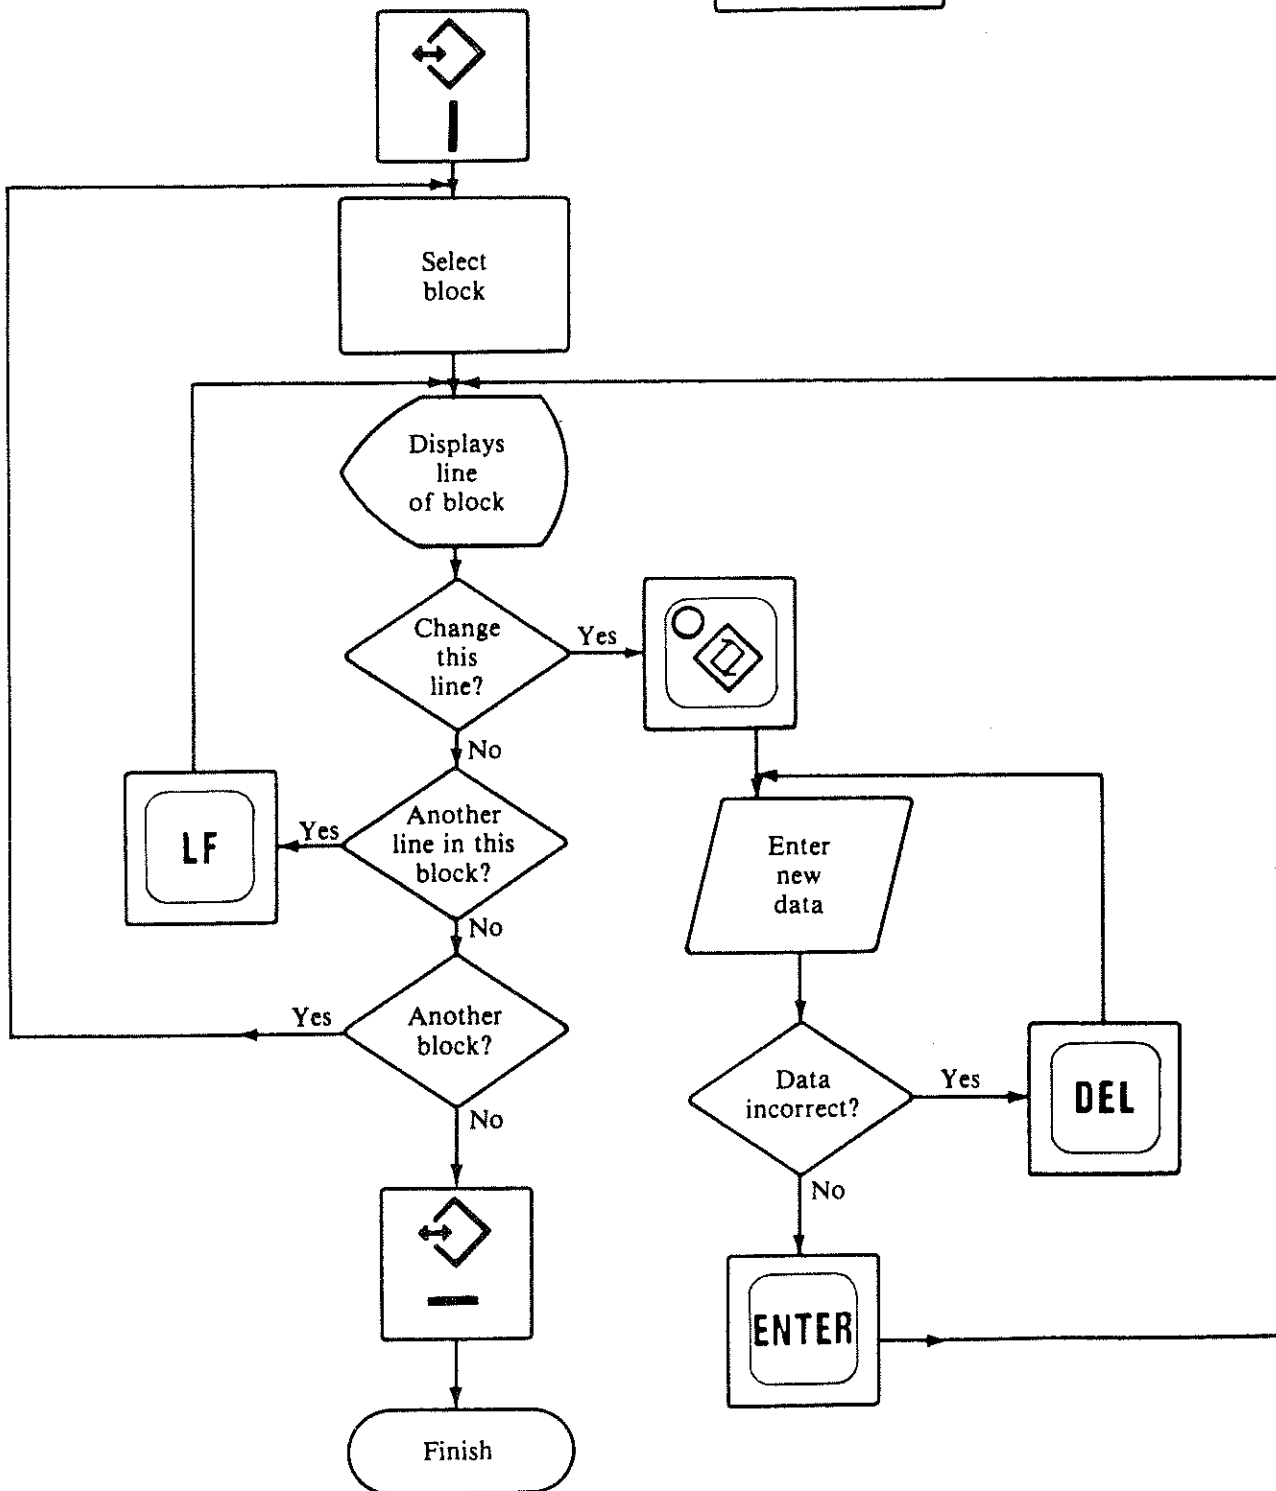 Select
block
Displays
line
of block
Change
this
line?
Yes
No
Another
line in this
block?
Yes
LF
No
Another
block?
Yes
No
Finish
Enter
new
data
Data
incorrect?
Yes
DEL
No
ENTER